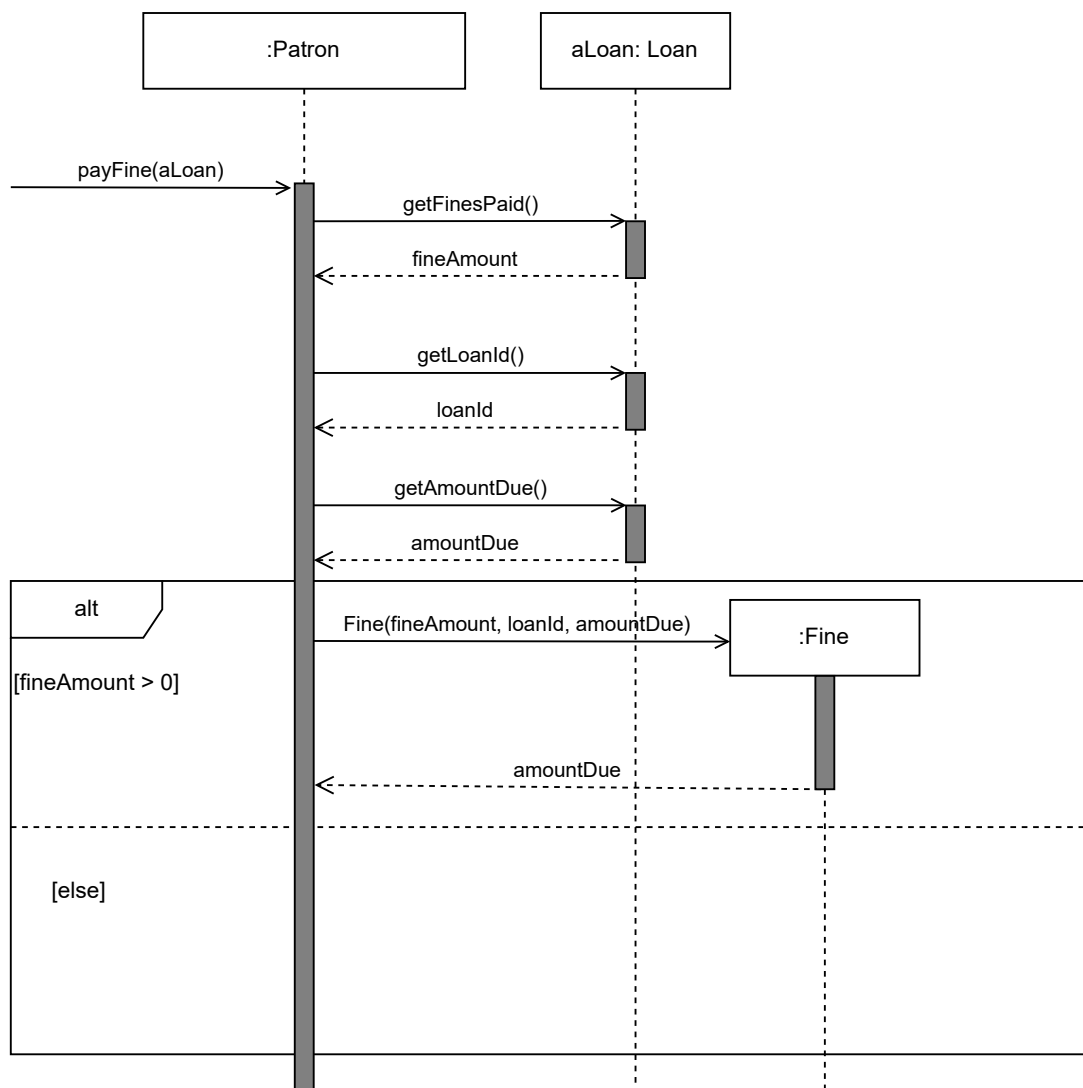 :Patron
aLoan: Loan
payFine(aLoan)
getFinesPaid()
fineAmount
getLoanId()
loanId
getAmountDue()
amountDue
alt
Fine(fineAmount, loanId, amountDue)
:Fine
[fineAmount > 0]
amountDue
[else]